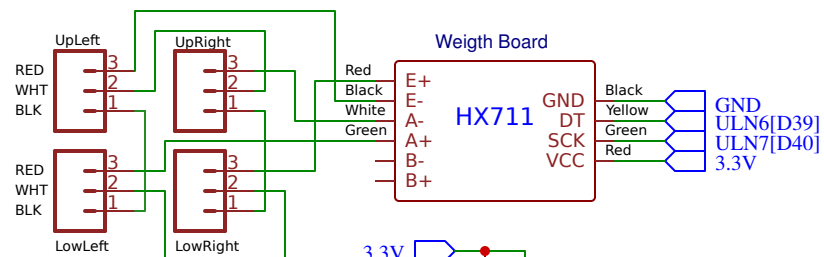 Weigth Board
UpLeft
UpRight
RED 3 3 Red E+
WHT 2 2 Black E- GND Black GND
BLK 1 1 White A- HX711 DT Yellow ULN6[D39]
Green A+ SCK Green ULN7[D40]
RED 3 3 B- VCC Red 3.3V
WHT 2 2 B+
BLK 1 1
LowLeft
LowRight
3.3V